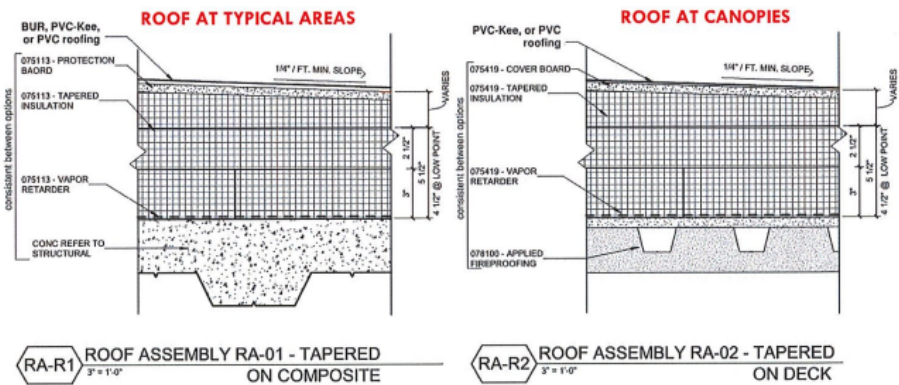 ROOF AT TYPICAL AREAS
BUR, PVC-Kee,
or PVC roofing
075113 - PROTECTION
BAORD
1/4" / FT. MIN. SLOPE
VARIES
075113 - TAPERED
INSULATION
consistent between options
2 1/2"
5 1/2"
4 1/2" @ LOW POINT
3"
075113 - VAPOR
RETARDER
CONC REFER TO
STRUCTURAL
RA-R1
ROOF ASSEMBLY RA-01 - TAPERED
3" = 1'-0"
ON COMPOSITE
ROOF AT CANOPIES
PVC-Kee, or PVC
roofing
075419 - COVER BOARD
1/4" / FT. MIN. SLOPE
VARIES
075419 - TAPERED
INSULATION
consistent between options
2 1/2"
5 1/2"
4 1/2" @ LOW POINT
3"
075419 - VAPOR
RETARDER
078100 - APPLIED
FIREPROOFING
RA-R2
ROOF ASSEMBLY RA-02 - TAPERED
3" = 1'-0"
ON DECK